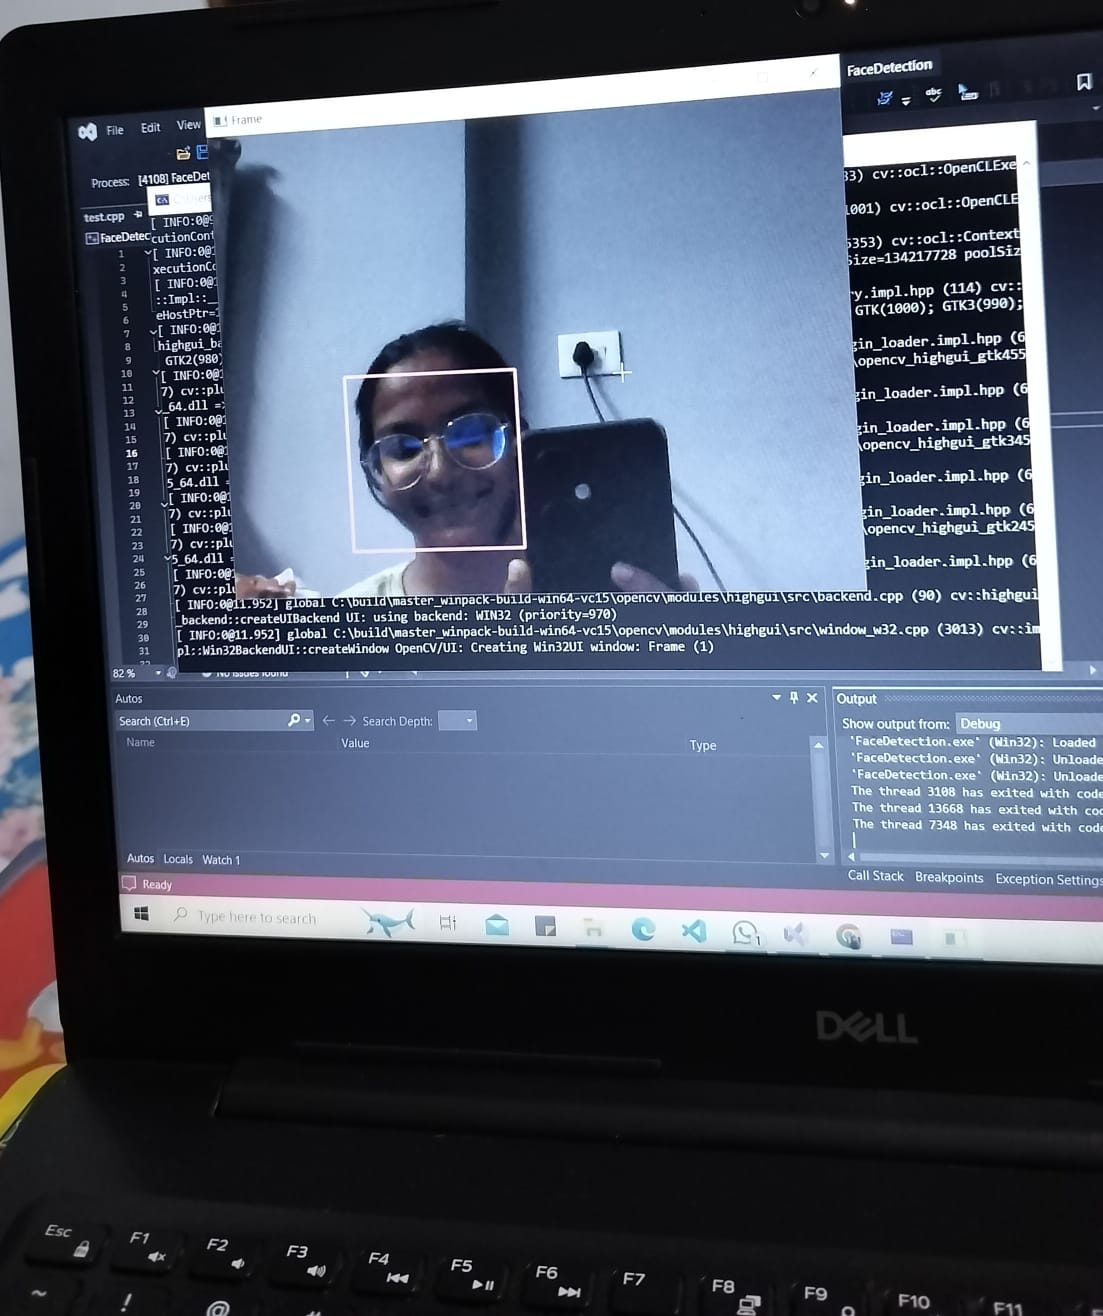 FaceDetection
File Edit View
Frame
abc
Process: [4108] FaceDet
test.cpp
FaceDetec
1
2
3
4
5
6
7
8
9
10
11
12
13
14
15
16
17
18
19
20
21
22
23
24
25
26
27
28
29
30
31
[ INFO:0@
cutionCon
[ INFO:0@
xecutionCo
[ INFO:0@
::Impl::__
eHostPtr=
[ INFO:0@
highgui_ba
GTK2(980)
[ INFO:0@
7) cv::plu
_64.dll =
[ INFO:0@
7) cv::plu
[ INFO:0@
7) cv::plu
5_64.dll =
[ INFO:0@
7) cv::plu
[ INFO:0@
7) cv::plu
5_64.dll =
[ INFO:0@
7) cv::plu
33) cv::ocl::OpenCLExe
1001) cv::ocl::OpenCLE
5353) cv::ocl::Context
Size=134217728 poolSiz
y.impl.hpp (114) cv::
GTK(1000); GTK3(990);
gin_loader.impl.hpp (6
\opencv_highgui_gtk455
gin_loader.impl.hpp (6
gin_loader.impl.hpp (6
\opencv_highgui_gtk345
gin_loader.impl.hpp (6
gin_loader.impl.hpp (6
\opencv_highgui_gtk245
gin_loader.impl.hpp (6
[ INFO:0@11.952] global C:\build\master_winpack-build-win64-vc15\opencv\modules\highgui\src\backend.cpp (90) cv::highgui
_backend::createUIBackend UI: using backend: WIN32 (priority=970)
[ INFO:0@11.952] global C:\build\master_winpack-build-win64-vc15\opencv\modules\highgui\src\window_w32.cpp (3013) cv::im
pl::Win32BackendUI::createWindow OpenCV/UI: Creating Win32UI window: Frame (1)
82 % No issues found
Autos
Search (Ctrl+E) Search Depth:
Name Value Type
Autos Locals Watch 1
Output
Show output from: Debug
'FaceDetection.exe' (Win32): Loaded
'FaceDetection.exe' (Win32): Unloade
'FaceDetection.exe' (Win32): Unloade
The thread 3108 has exited with code
The thread 13668 has exited with co
The thread 7348 has exited with code
Call Stack Breakpoints Exception Settings
Ready
Type here to search
1
DELL
Esc F1 F2 F3 F4 F5 F6 F7 F8 F9 F10 F11
~ ! @ #